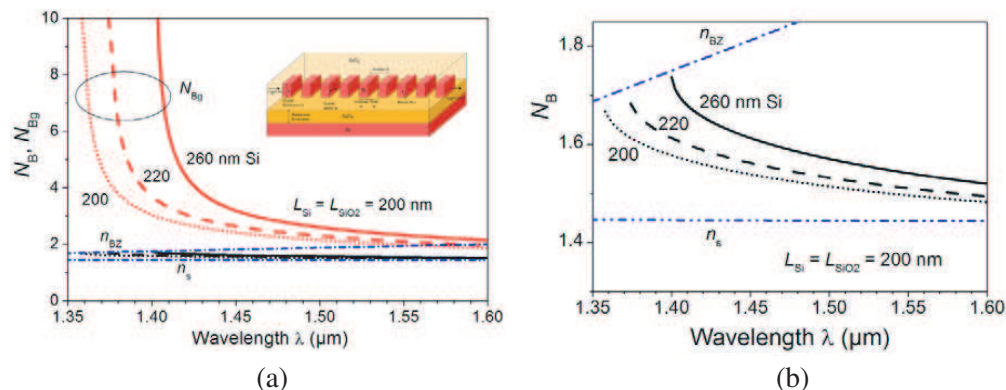 10
8
6
4
2
0
N_B, N_Bg
N_Bg
260 nm Si
220
200
L_Si = L_SiO2 = 200 nm
n_BZ
n_s
1.35 1.40 1.45 1.50 1.55 1.60
Wavelength λ (μm)
(a)
1.8
1.6
1.4
N_B
n_BZ
260 nm Si
220
200
n_s
L_Si = L_SiO2 = 200 nm
1.35 1.40 1.45 1.50 1.55 1.60
Wavelength λ (μm)
(b)